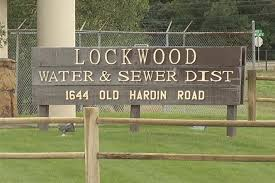 LOCKWOOD
WATER & SEWER DIST
1644 OLD HARDIN ROAD